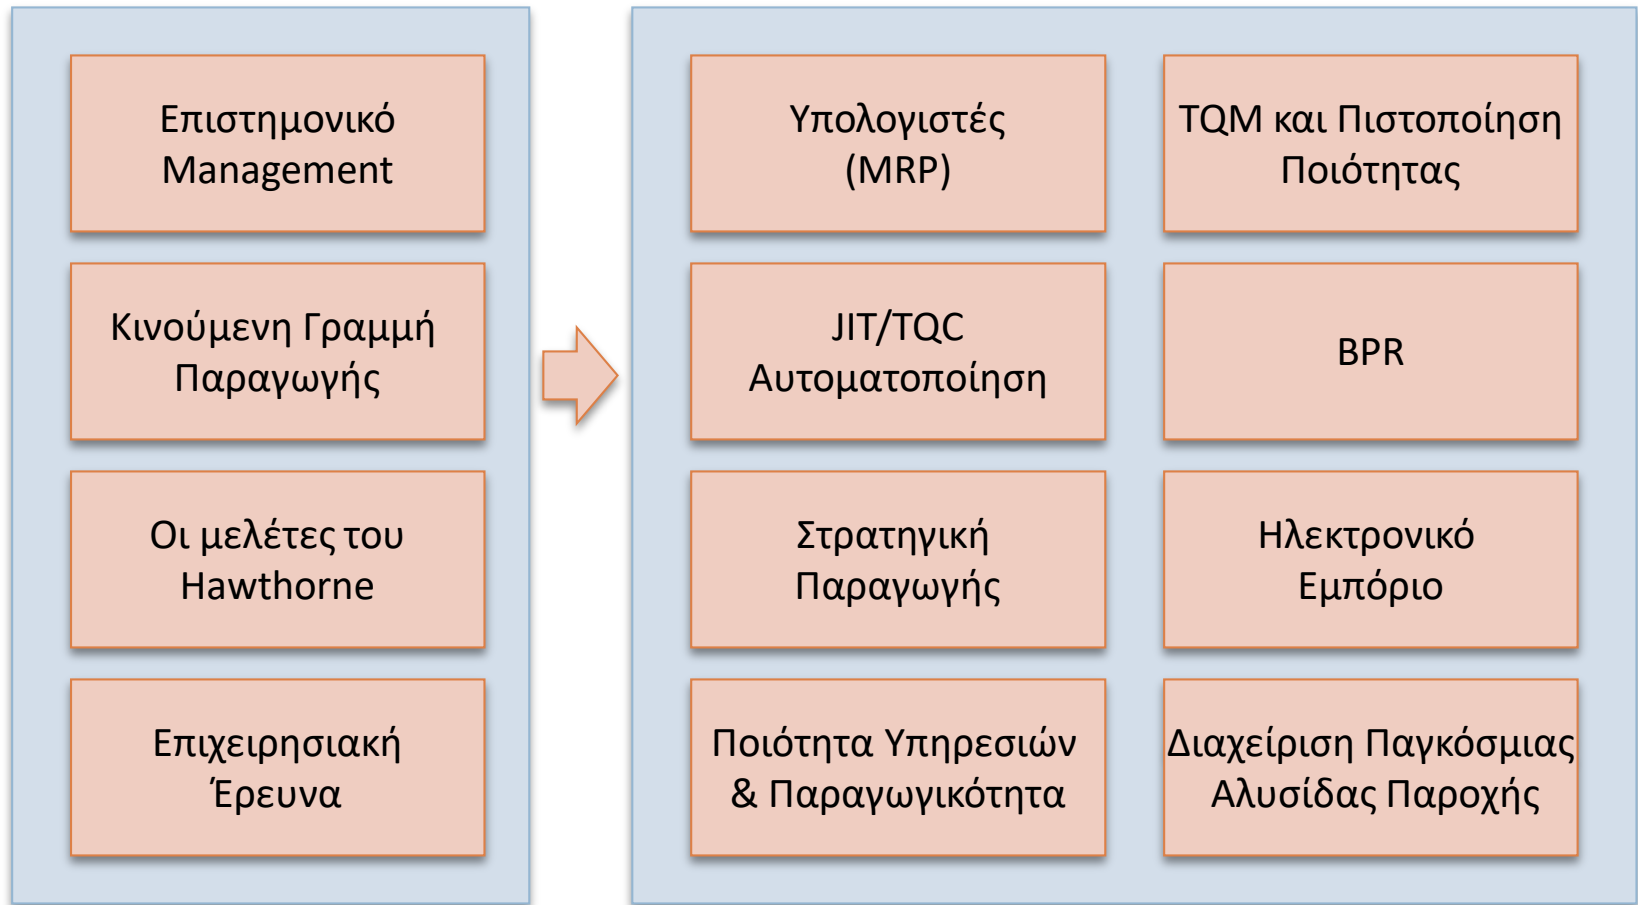 Επιστημονικό
Management
Κινούμενη Γραμμή
Παραγωγής
Οι μελέτες του
Hawthorne
Επιχειρησιακή
Έρευνα
Υπολογιστές
(MRP)
JIT/TQC
Αυτοματοποίηση
Στρατηγική
Παραγωγής
Ποιότητα Υπηρεσιών
& Παραγωγικότητα
TQM και Πιστοποίηση
Ποιότητας
BPR
Ηλεκτρονικό
Εμπόριο
Διαχείριση Παγκόσμιας
Αλυσίδας Παροχής